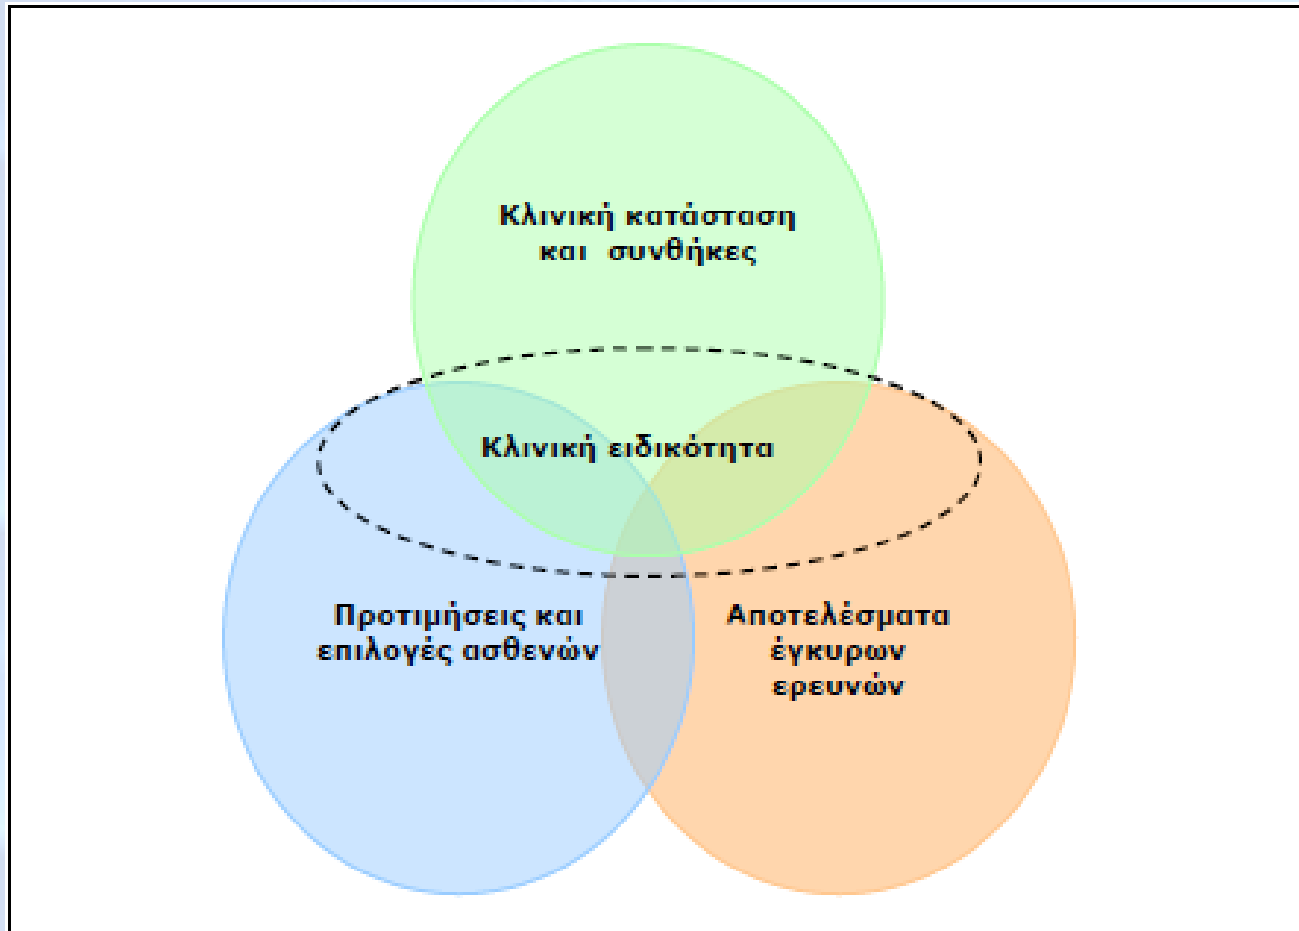 Κλινική κατάσταση
και συνθήκες
Κλινική ειδικότητα
Προτιμήσεις και
επιλογές ασθενών
Αποτελέσματα
έγκυρων
ερευνών